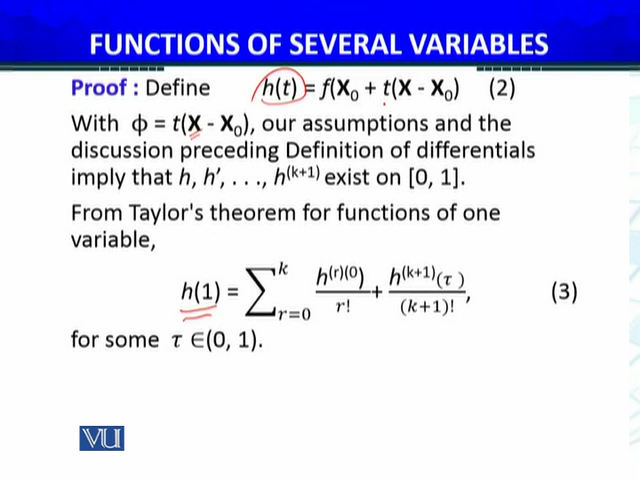 FUNCTIONS OF SEVERAL VARIABLES
Proof : Define h(t) = f(X₀ + t(X - X₀) (2)
With ϕ = t(X - X₀), our assumptions and the
discussion preceding Definition of differentials
imply that h, h′, . . ., h⁽ᵏ⁺¹⁾ exist on [0, 1].
From Taylor's theorem for functions of one
variable,
h(1) = ∑_{r=0}^{k} h^{(r)(0)}/r! + h^{(k+1)(τ )}/(k+1)!, (3)
for some τ ∈(0, 1).
VU